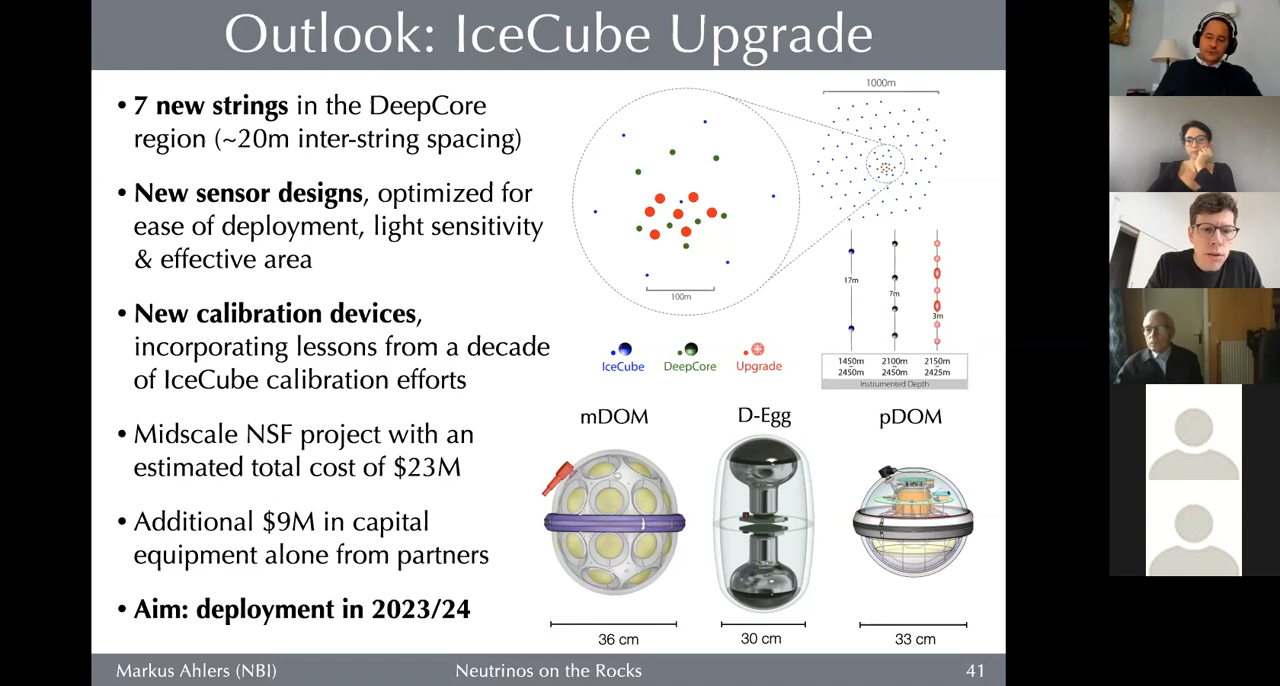 Outlook: IceCube Upgrade
• 7 new strings in the DeepCore
region (~20m inter-string spacing)
• New sensor designs, optimized for
ease of deployment, light sensitivity
& effective area
• New calibration devices,
incorporating lessons from a decade
of IceCube calibration efforts
• Midscale NSF project with an
estimated total cost of $23M
• Additional $9M in capital
equipment alone from partners
• Aim: deployment in 2023/24
1000m
100m
17m
7m
3m
IceCube DeepCore Upgrade
1450m 2100m 2150m
2450m 2450m 2425m
Instrumented Depth
mDOM D-Egg pDOM
36 cm 30 cm 33 cm
Markus Ahlers (NBI) Neutrinos on the Rocks 41